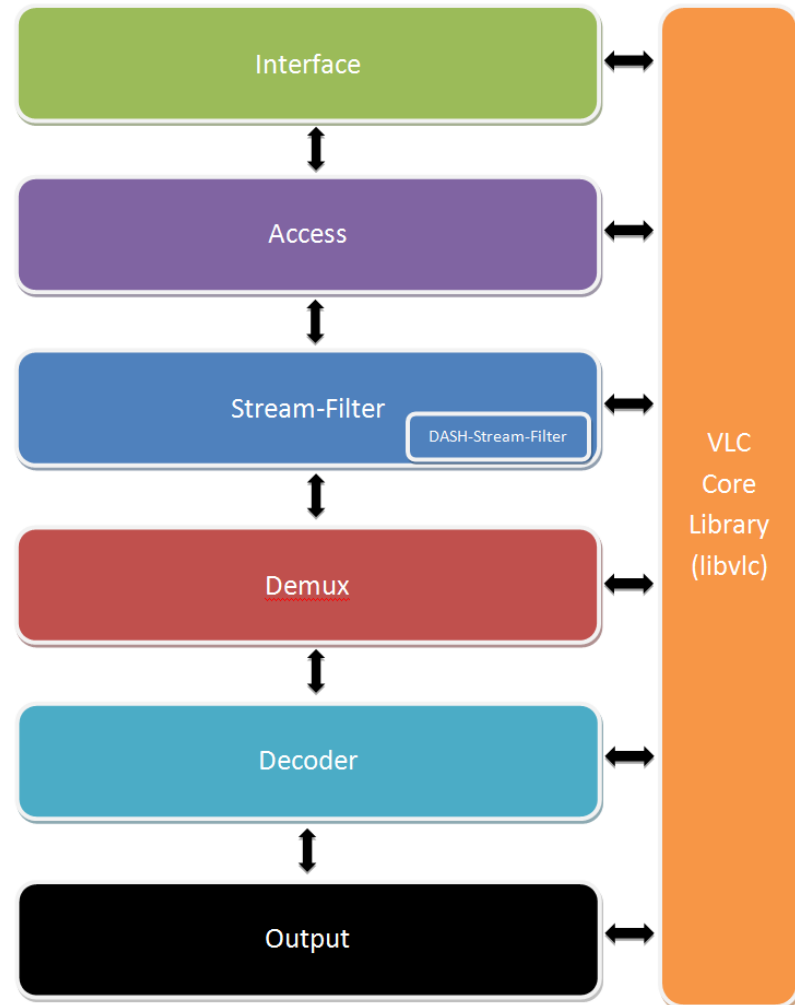 Interface
Access
Stream-Filter
DASH-Stream-Filter
Demux
Decoder
Output
VLC
Core
Library
(libvlc)